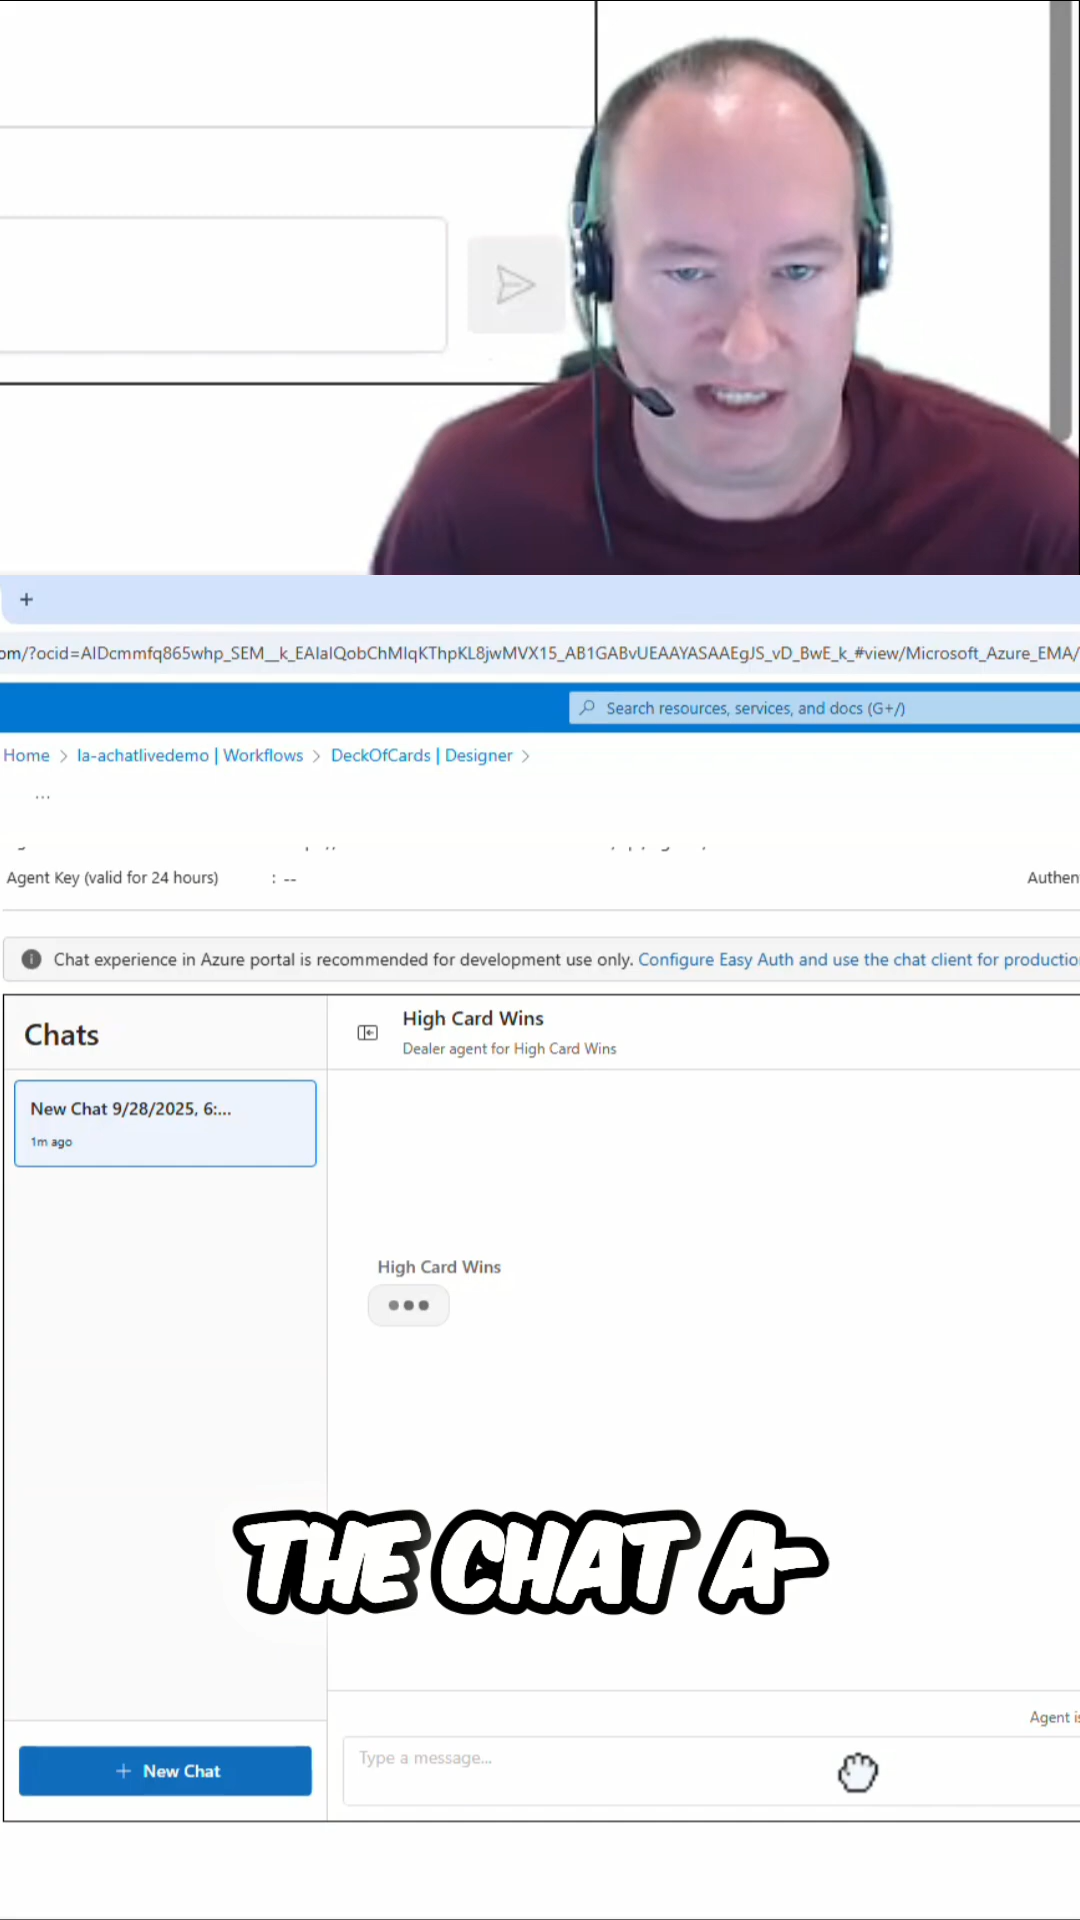 +
om/?ocid=AIDcmmfq865whp_SEM__k_EAIaIQobChMIqKThpKL8jwMVX15_AB1GABvUEAAYASAAEgJS_vD_BwE_k_#view/Microsoft_Azure_EMA/
Search resources, services, and docs (G+/)
Home > la-achatlivedemo | Workflows > DeckOfCards | Designer >
...
Agent Key (valid for 24 hours) : -- Authen
Chat experience in Azure portal is recommended for development use only. Configure Easy Auth and use the chat client for productio
Chats
High Card Wins
Dealer agent for High Card Wins
New Chat 9/28/2025, 6:...
1m ago
High Card Wins
THE CHAT A-
Agent is
Type a message...
+ New Chat